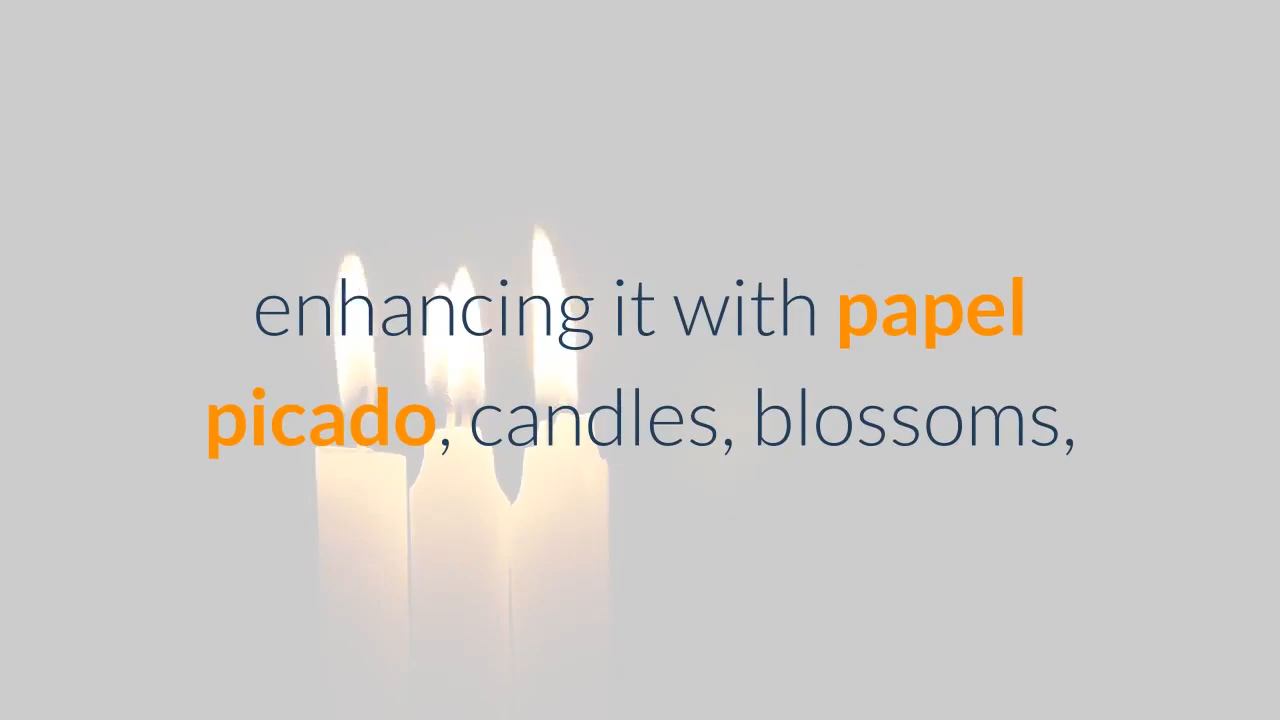 enhancing it with papel
picado, candles, blossoms,